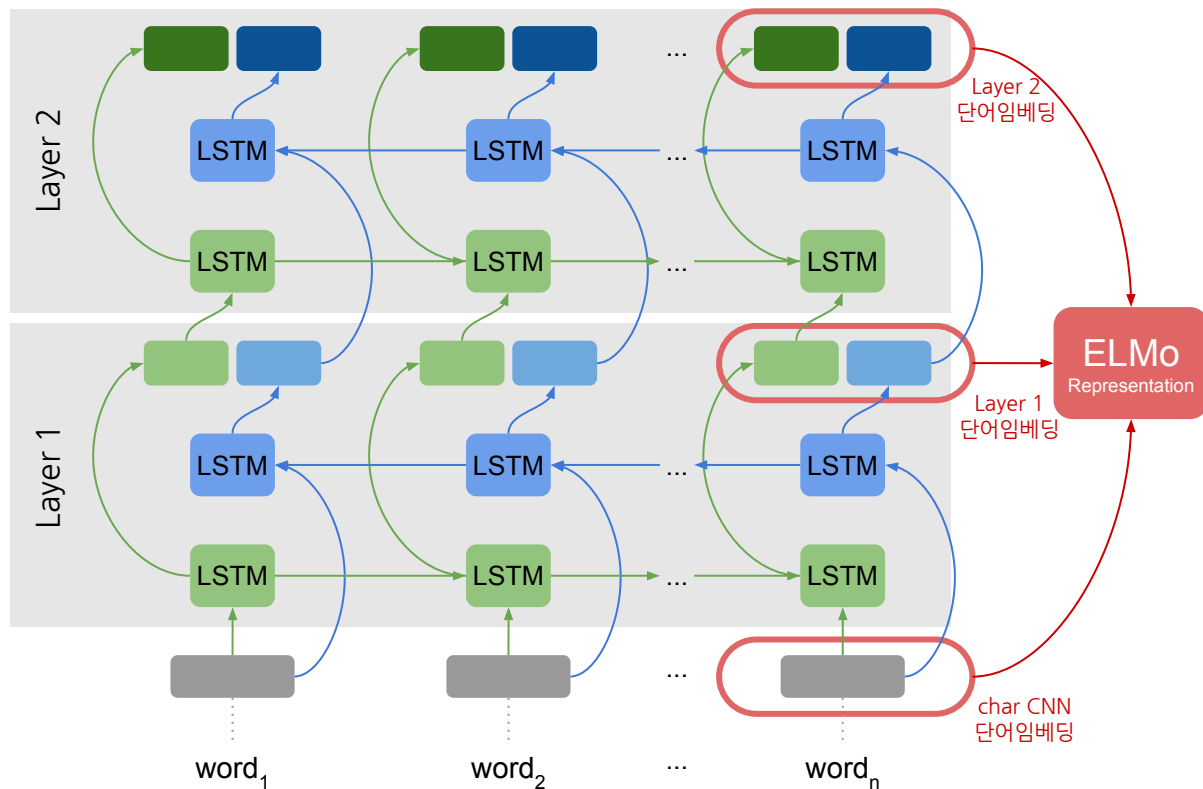 ...
Layer 2
단어임베딩
Layer 2
LSTM LSTM ... LSTM
LSTM LSTM ... LSTM
ELMo
Representation
Layer 1
단어임베딩
Layer 1
LSTM LSTM ... LSTM
LSTM LSTM ... LSTM
...
char CNN
단어임베딩
word₁ word₂ ... wordₙ